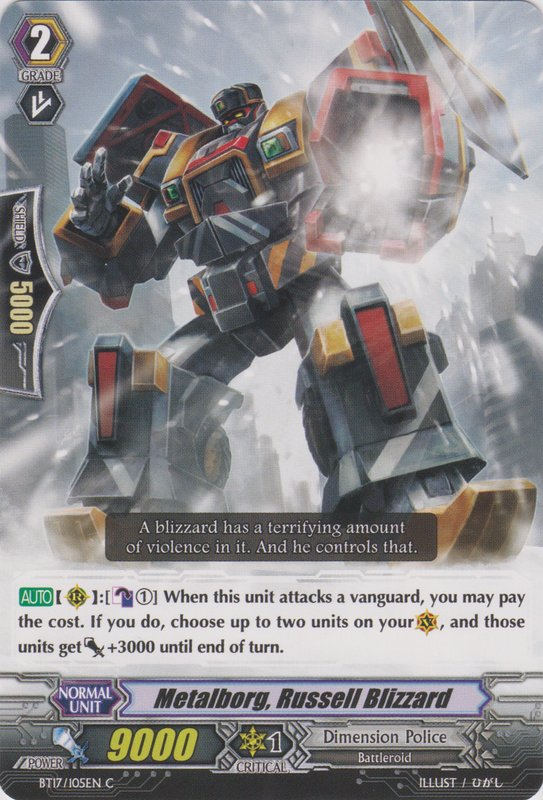 2
GRADE
SHIELD
5000
A blizzard has a terrifying amount
of violence in it. And he controls that.
AUTO【 R 】:[ ①] When this unit attacks a vanguard, you may pay
the cost. If you do, choose up to two units on your V , and those
units get +3000 until end of turn.
NORMAL
UNIT
Metalborg, Russell Blizzard
POWER
9000
1
CRITICAL
Dimension Police
Battleroid
BT17/105EN C
ILLUST / ひがし